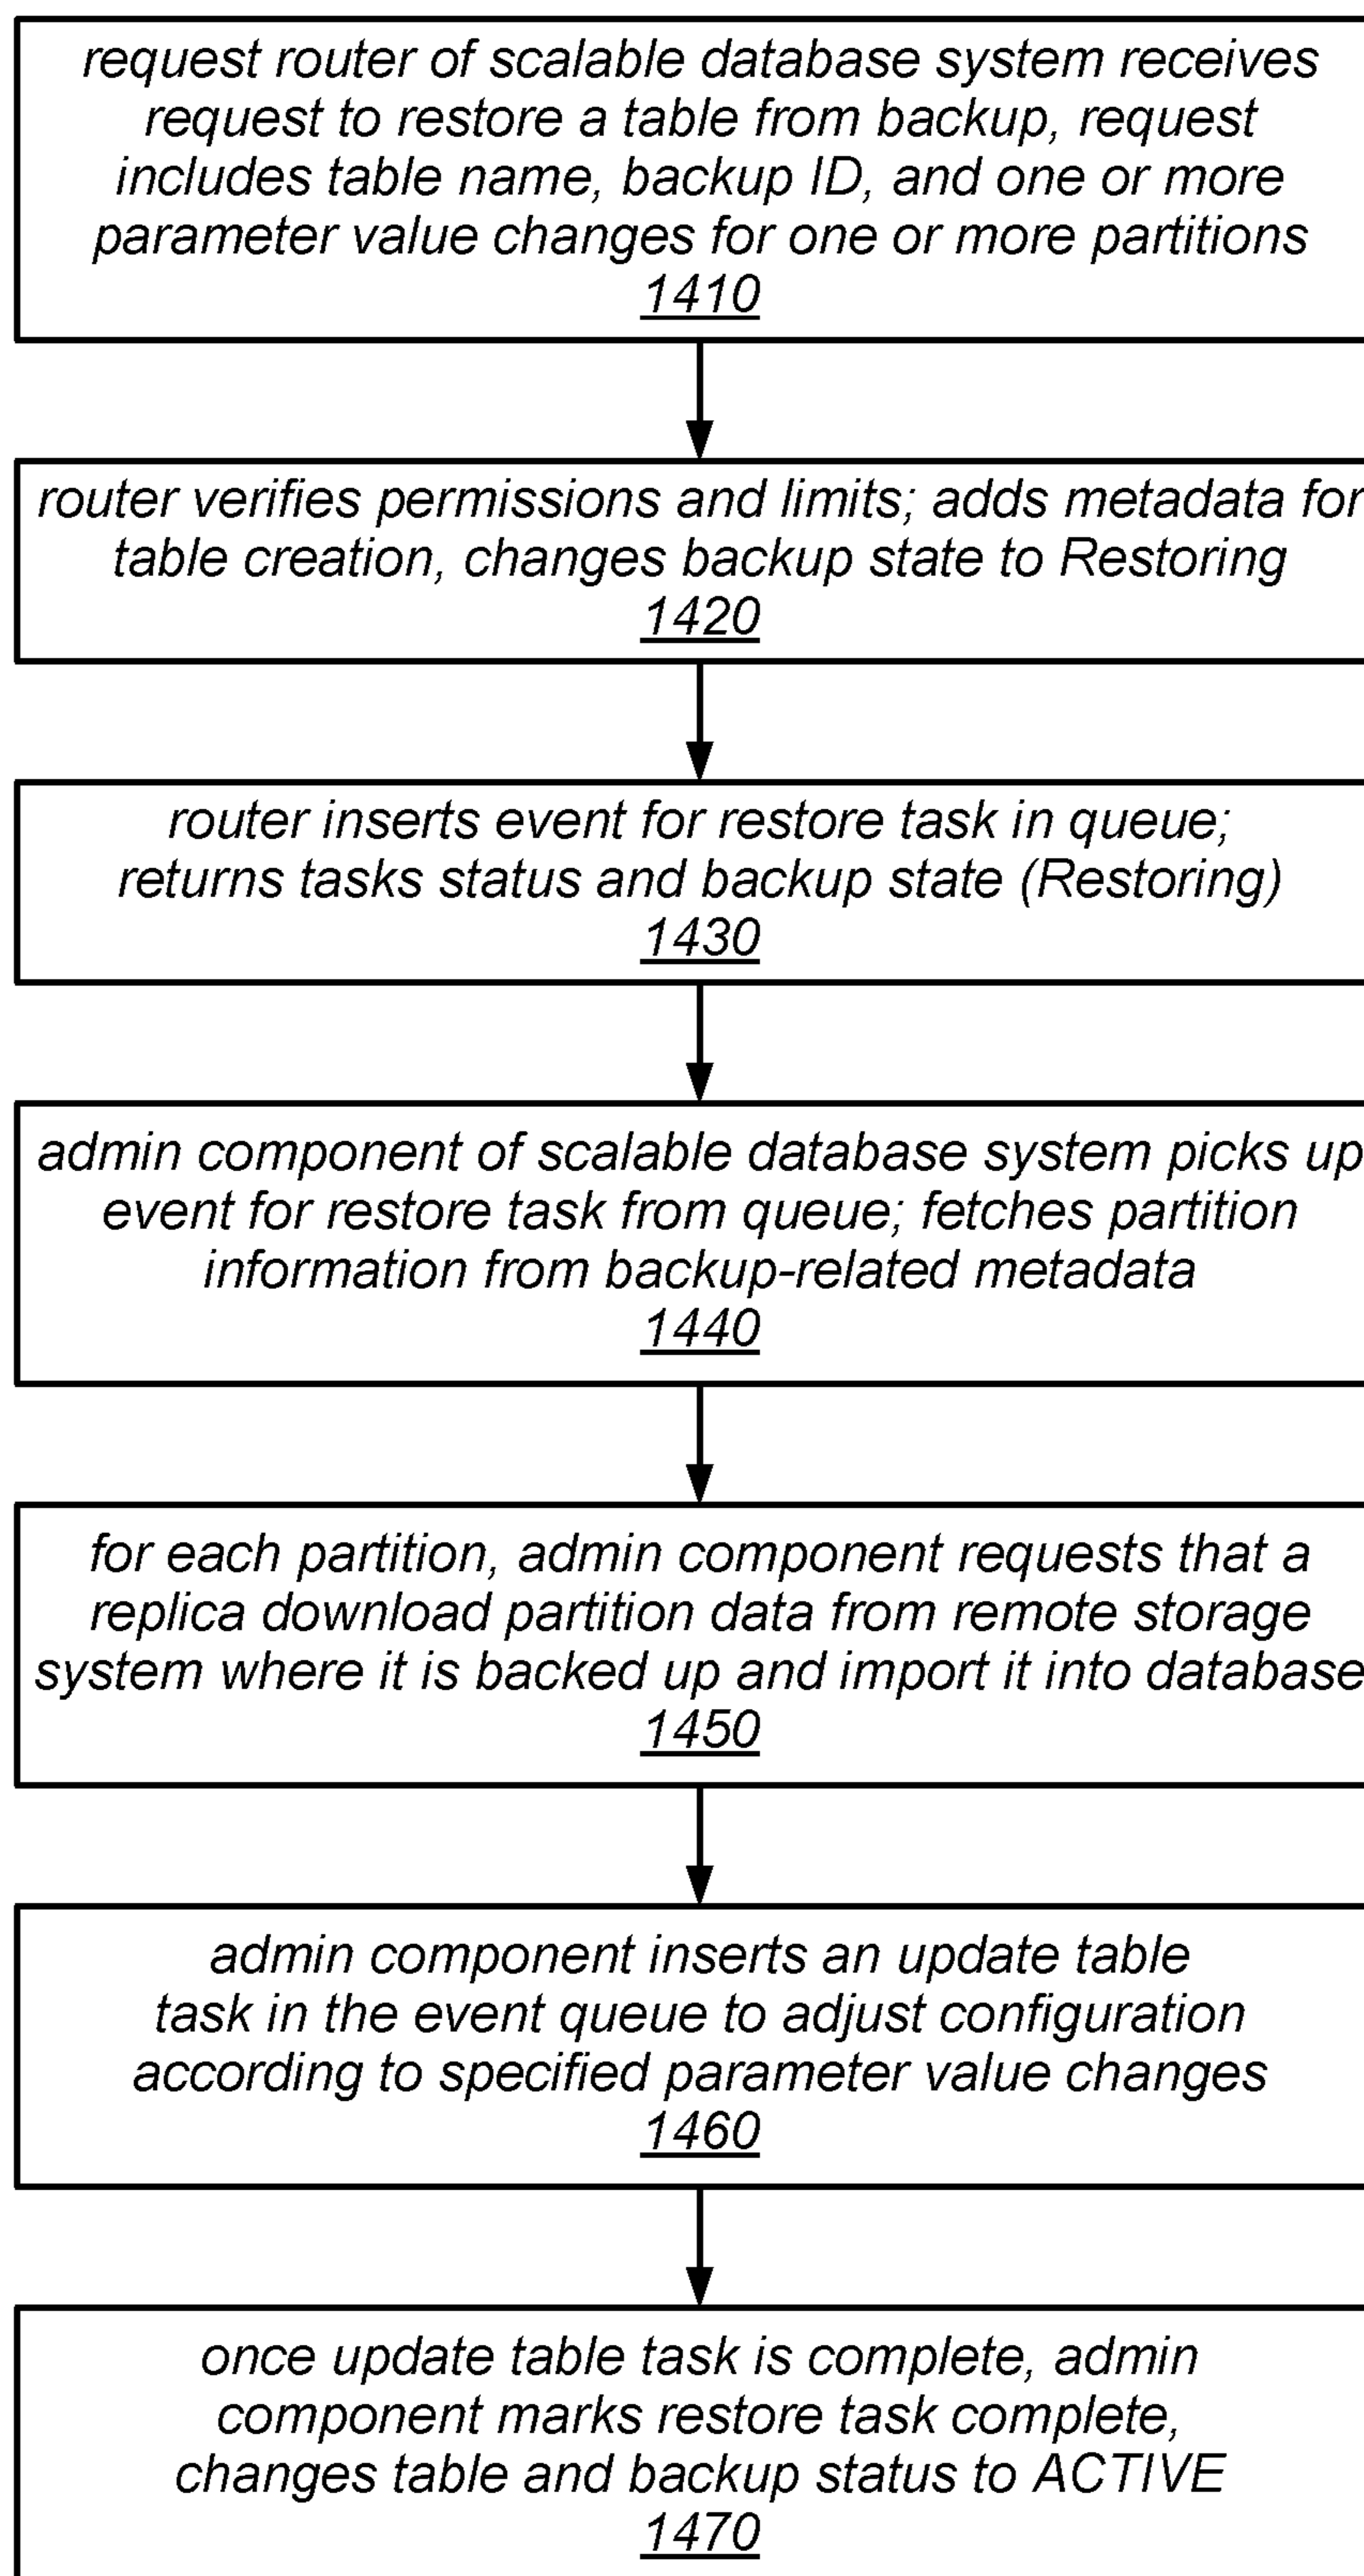 request router of scalable database system receives
request to restore a table from backup, request
includes table name, backup ID, and one or more
parameter value changes for one or more partitions
1410
router verifies permissions and limits; adds metadata for
table creation, changes backup state to Restoring
1420
router inserts event for restore task in queue;
returns tasks status and backup state (Restoring)
1430
admin component of scalable database system picks up
event for restore task from queue; fetches partition
information from backup-related metadata
1440
for each partition, admin component requests that a
replica download partition data from remote storage
system where it is backed up and import it into database
1450
admin component inserts an update table
task in the event queue to adjust configuration
according to specified parameter value changes
1460
once update table task is complete, admin
component marks restore task complete,
changes table and backup status to ACTIVE
1470